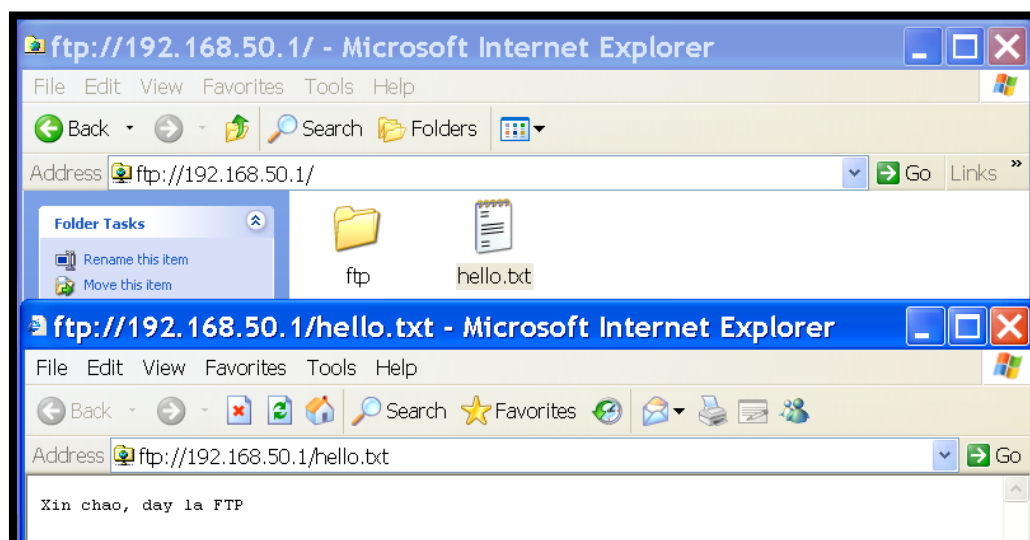 ftp://192.168.50.1/ - Microsoft Internet Explorer
File Edit View Favorites Tools Help
Back Search Folders
Address ftp://192.168.50.1/ Go Links »
Folder Tasks
Rename this item
Move this item
ftp hello.txt
ftp://192.168.50.1/hello.txt - Microsoft Internet Explorer
File Edit View Favorites Tools Help
Back Search Favorites
Address ftp://192.168.50.1/hello.txt Go
Xin chao, day la FTP